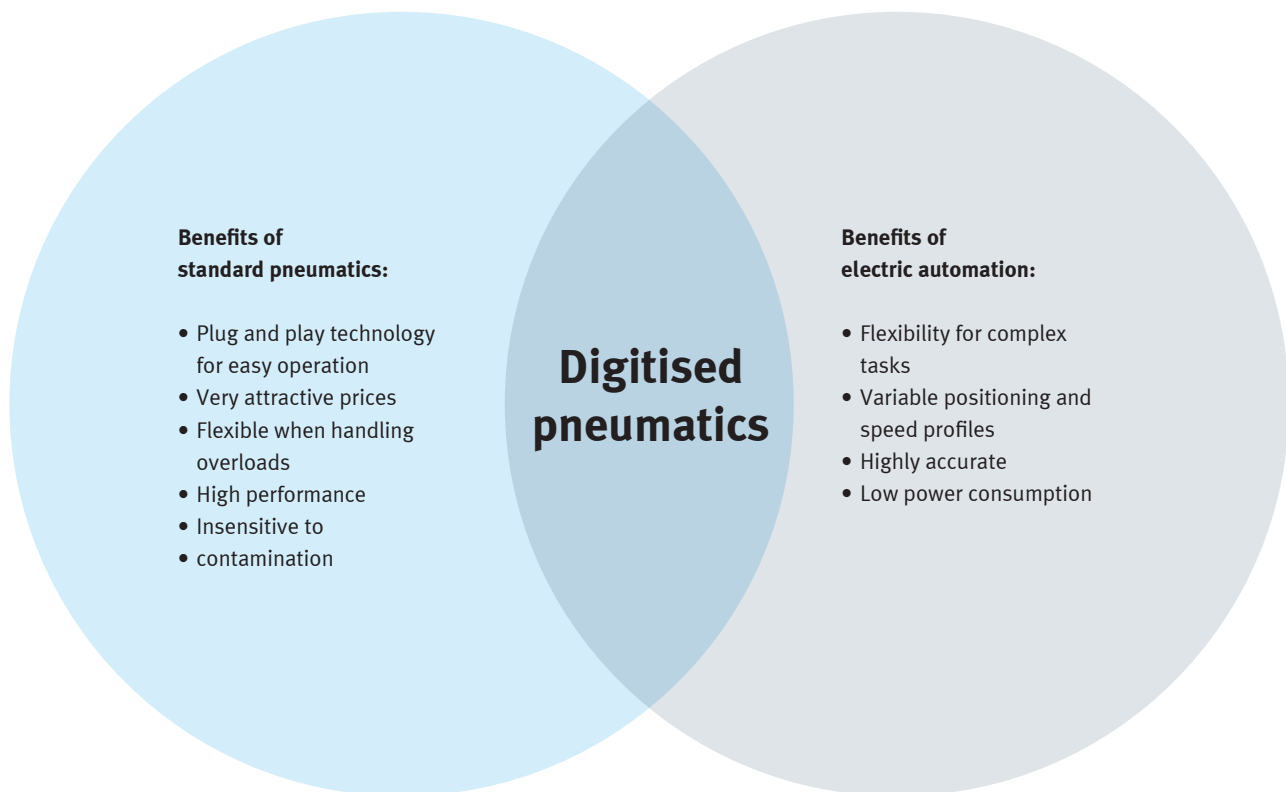 Benefits of
standard pneumatics:
• Plug and play technology
for easy operation
• Very attractive prices
• Flexible when handling
overloads
• High performance
• Insensitive to
• contamination
Digitised
pneumatics
Benefits of
electric automation:
• Flexibility for complex
tasks
• Variable positioning and
speed profiles
• Highly accurate
• Low power consumption